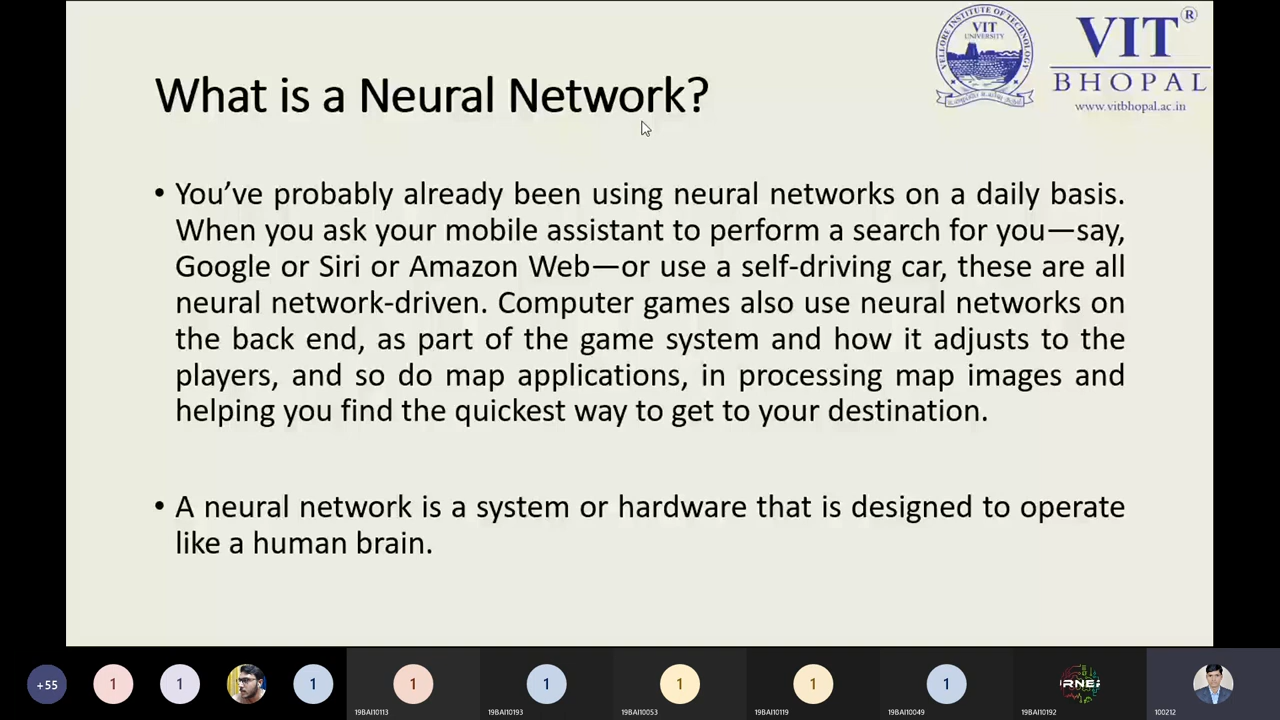 VELLORE INSTITUTE OF TECHNOLOGY
VIT
UNIVERSITY
VIT®
BHOPAL
www.vitbhopal.ac.in
What is a Neural Network?
• You’ve probably already been using neural networks on a daily basis.
When you ask your mobile assistant to perform a search for you—say,
Google or Siri or Amazon Web—or use a self-driving car, these are all
neural network-driven. Computer games also use neural networks on
the back end, as part of the game system and how it adjusts to the
players, and so do map applications, in processing map images and
helping you find the quickest way to get to your destination.
• A neural network is a system or hardware that is designed to operate
like a human brain.
+55
1
1
1
1
1
1
1
1
19BAI10113
19BAI10193
19BAI10053
19BAI10119
19BAI10049
19BAI10192
100212